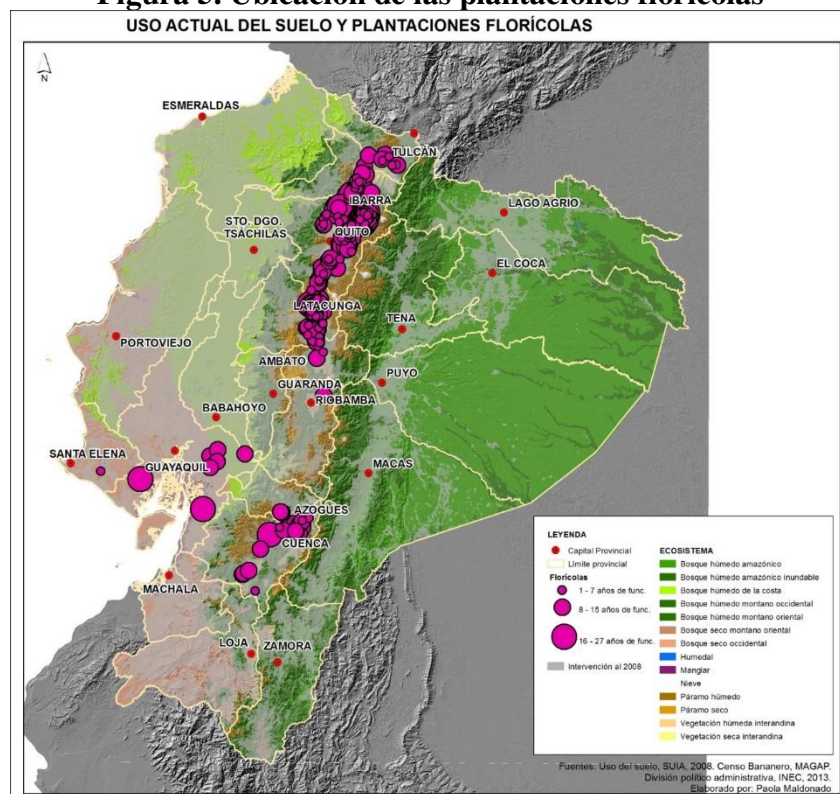 Figura 5. Ubicación de las plantaciones florícolas
USO ACTUAL DEL SUELO Y PLANTACIONES FLORÍCOLAS
N
ESMERALDAS
TULCÁN
IBARRA
LAGO AGRIO
STO. DGO.
TSÁCHILAS
QUITO
EL COCA
LATACUNGA
TENA
PORTOVIEJO
AMBATO
PUYO
GUARANDA
RIOBAMBA
BABAHOYO
SANTA ELENA
GUAYAQUIL
MACAS
AZOGUES
CUENCA
MACHALA
LOJA
ZAMORA
LEYENDA
Capital Provincial
Límite provincial
Florícolas
1 - 7 años de func.
8 - 15 años de func.
16 - 27 años de func.
Intervención al 2008
ECOSISTEMA
Bosque húmedo amazónico
Bosque húmedo amazónico inundable
Bosque húmedo de la costa
Bosque húmedo montano occidental
Bosque húmedo montano oriental
Bosque seco montano oriental
Bosque seco occidental
Humedal
Manglar
Nieve
Páramo húmedo
Páramo seco
Vegetación húmeda interandina
Vegetación seca interandina
Fuentes: Uso del suelo, SUIA, 2008. Censo Bananero, MAGAP.
División político administrativa, INEC, 2013.
Elaborado por: Paola Maldonado